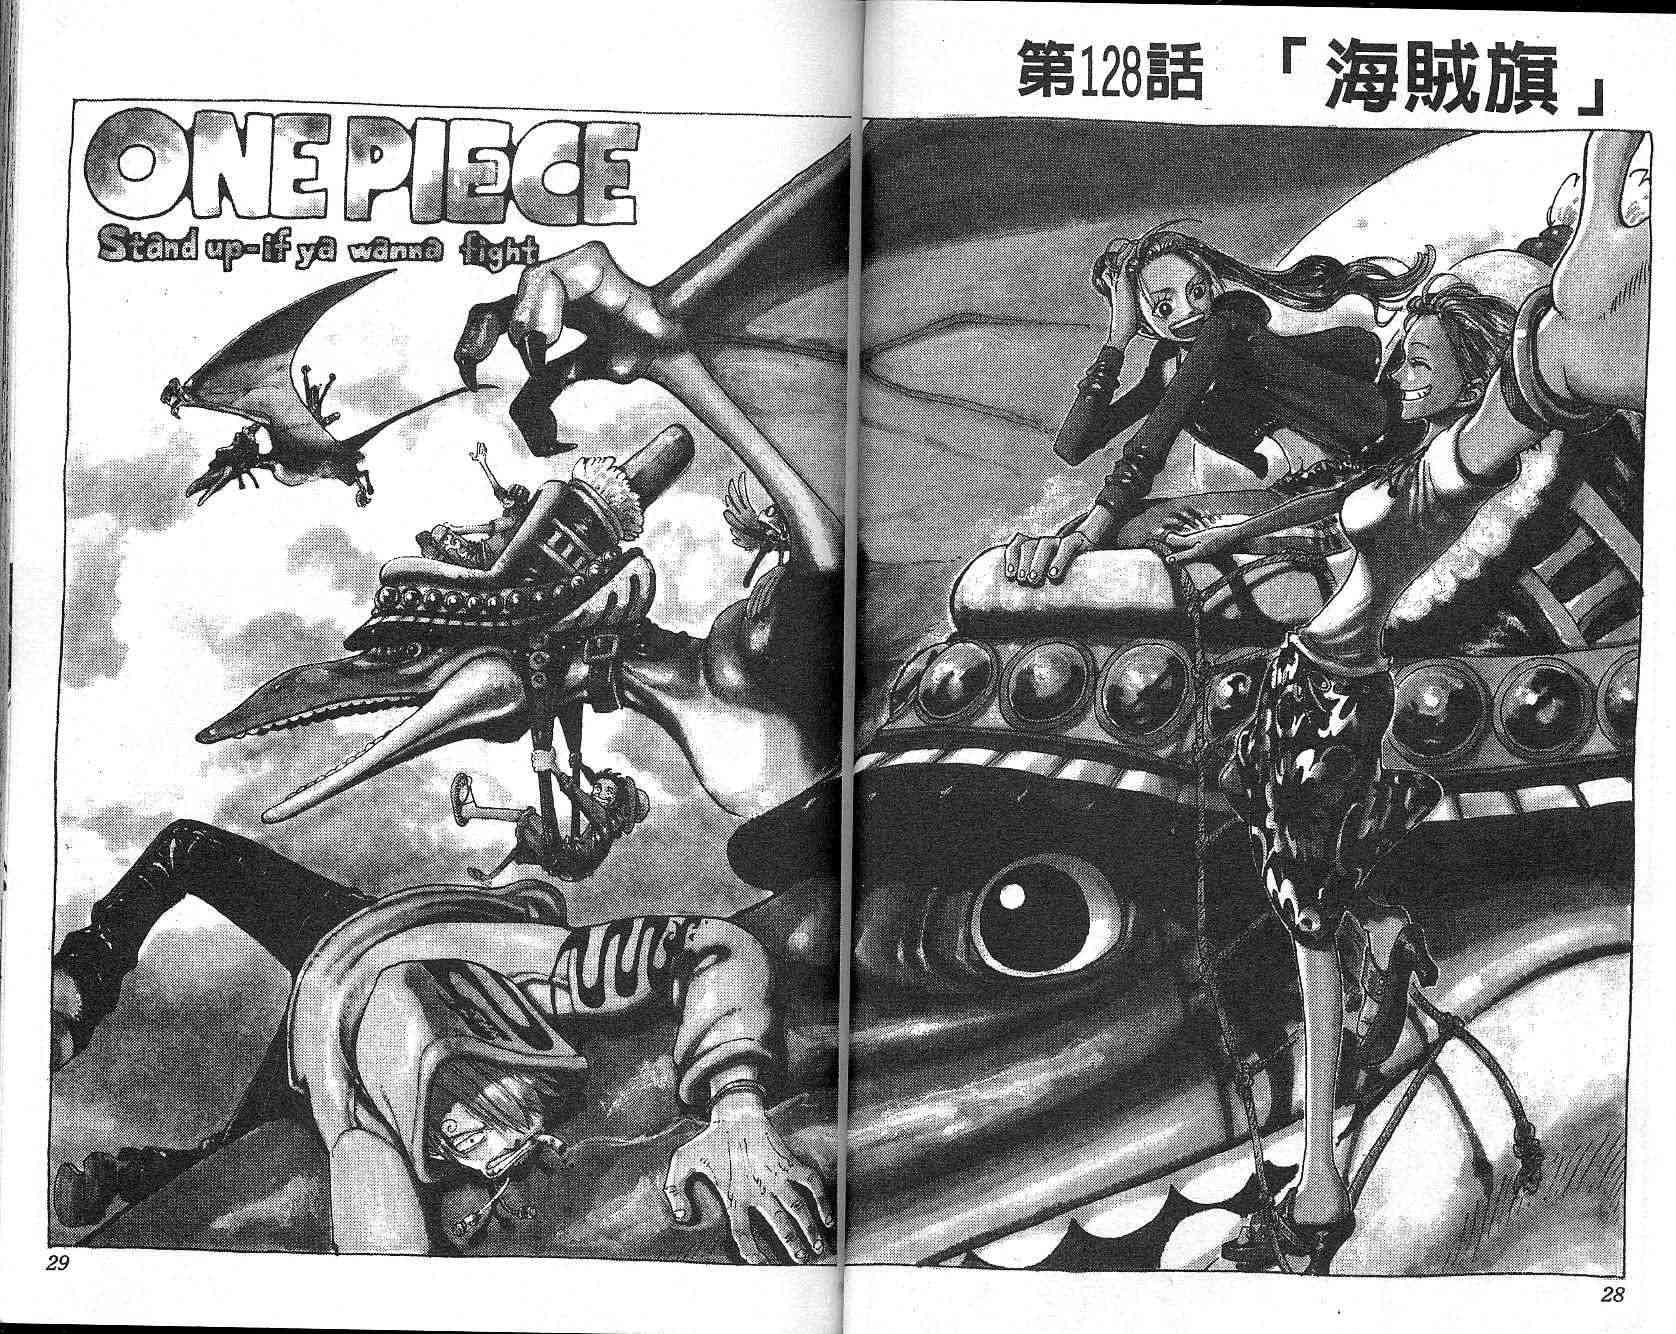 第128話 「海賊旗」
ONE PIECE
Stand up-if ya wanna fight
29
28